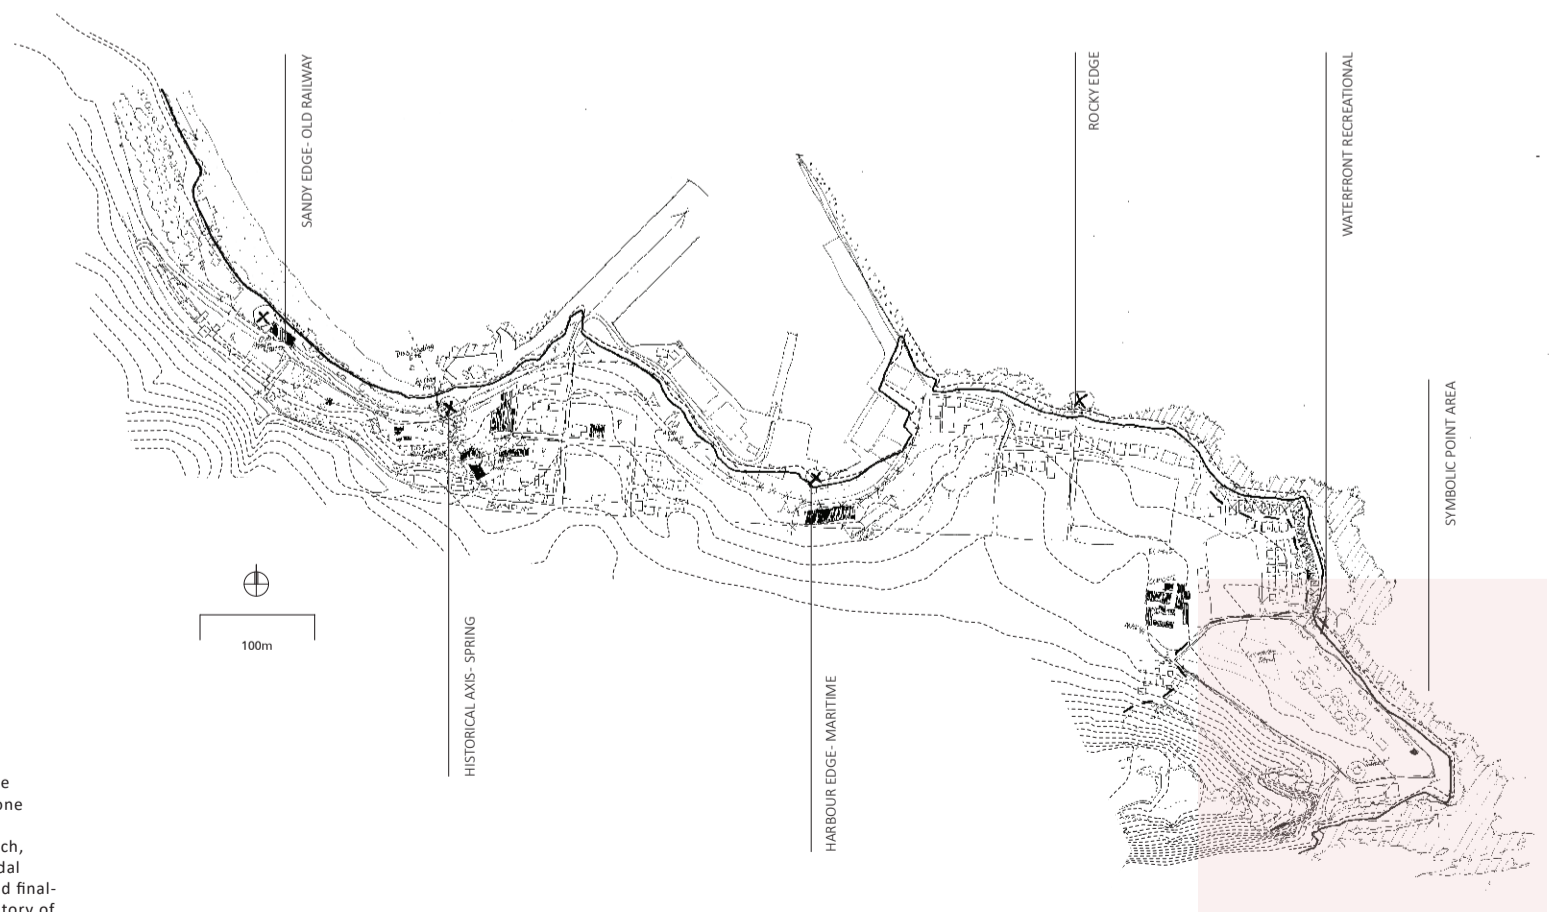 SANDY EDGE- OLD RAILWAY
ROCKY EDGE
WATERFRONT RECREATIONAL
SYMBOLIC POINT AREA
HISTORICAL AXIS- SPRING
HARBOUR EDGE- MARITIME
100m
P
e
one
ch,
dal
d final-
tory of